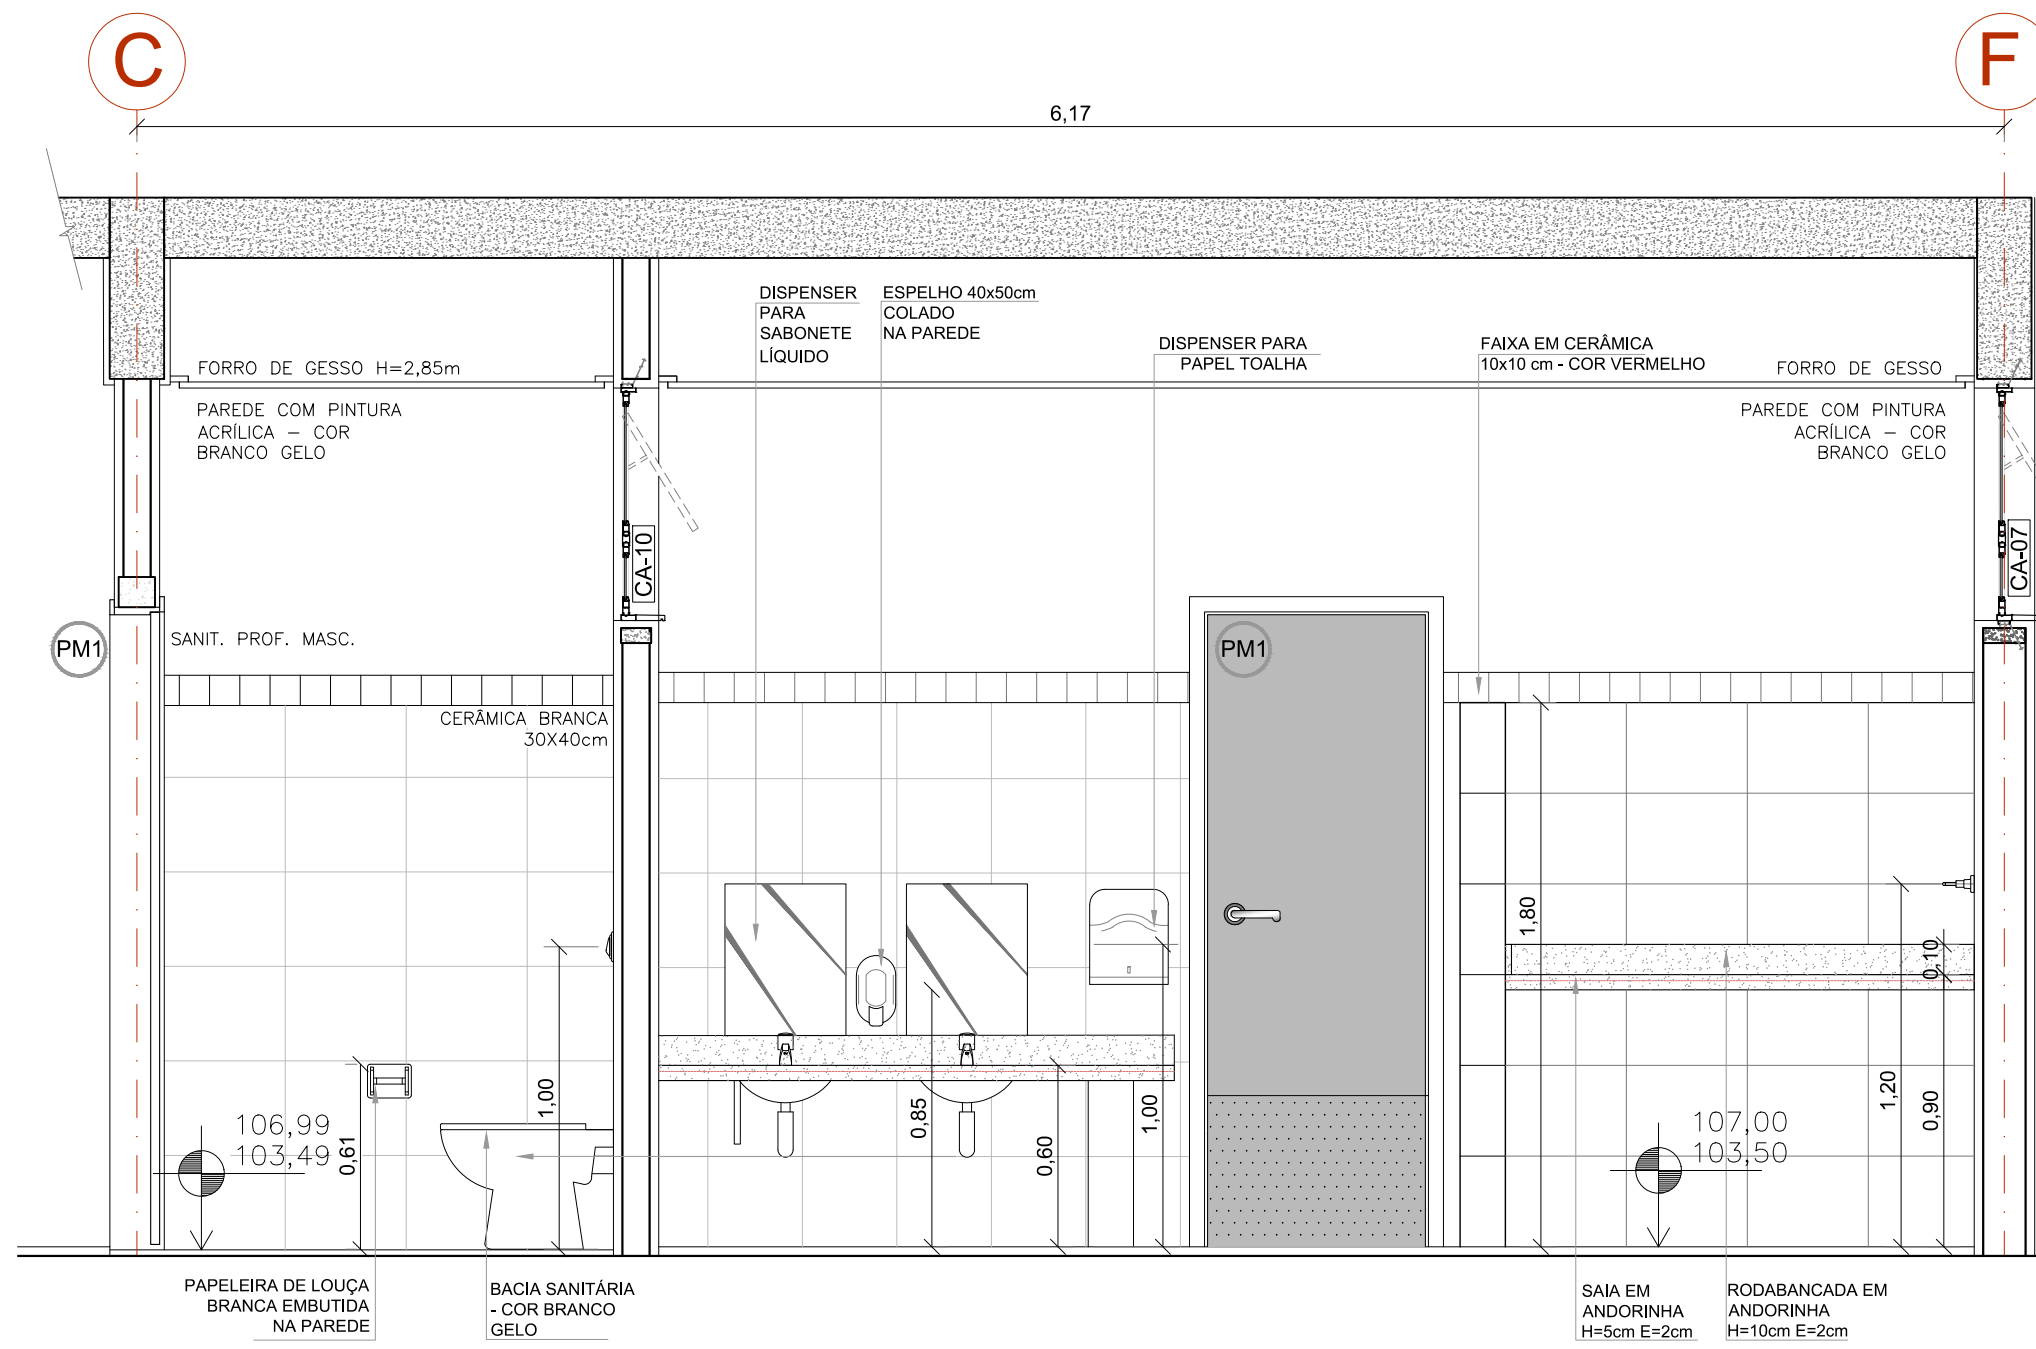 C
F
6,17
DISPENSER
PARA
SABONETE
LÍQUIDO
ESPELHO 40x50cm
COLADO
NA PAREDE
DISPENSER PARA
PAPEL TOALHA
FAIXA EM CERÂMICA
10x10 cm - COR VERMELHO
FORRO DE GESSO H=2,85m
FORRO DE GESSO
PAREDE COM PINTURA
ACRÍLICA – COR
BRANCO GELO
PAREDE COM PINTURA
ACRÍLICA – COR
BRANCO GELO
CA-10
CA-07
PM1
SANIT. PROF. MASC.
PM1
CERÂMICA BRANCA
30X40cm
1,80
0,10
1,00
0,85
1,00
1,20
0,90
0,60
0,61
106,99
103,49
107,00
103,50
PAPELEIRA DE LOUÇA
BRANCA EMBUTIDA
NA PAREDE
BACIA SANITÁRIA
- COR BRANCO
GELO
SAIA EM
ANDORINHA
H=5cm E=2cm
RODABANCADA EM
ANDORINHA
H=10cm E=2cm